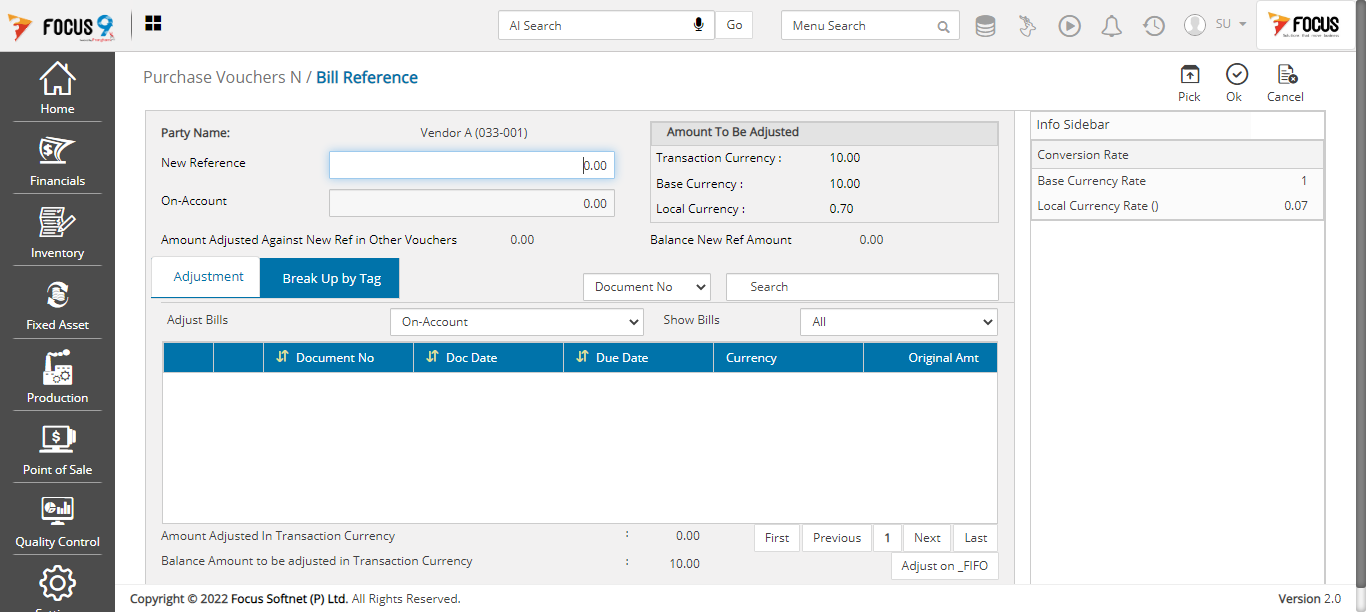 FOCUS 9
AI Search
Go
Menu Search
SU
FOCUS
Home
Financials
Inventory
Fixed Asset
Production
Point of Sale
Quality Control
Purchase Vouchers N / Bill Reference
Pick
Ok
Cancel
Party Name: Vendor A (033-001)
New Reference 0.00
On-Account 0.00
Amount To Be Adjusted
Transaction Currency : 10.00
Base Currency : 10.00
Local Currency : 0.70
Amount Adjusted Against New Ref in Other Vouchers 0.00
Balance New Ref Amount 0.00
Adjustment
Break Up by Tag
Document No
Search
Adjust Bills On-Account
Show Bills All
Document No Doc Date Due Date Currency Original Amt
Amount Adjusted In Transaction Currency : 0.00
Balance Amount to be adjusted in Transaction Currency : 10.00
First Previous 1 Next Last
Adjust on _FIFO
Info Sidebar
Conversion Rate
Base Currency Rate 1
Local Currency Rate () 0.07
Copyright © 2022 Focus Softnet (P) Ltd. All Rights Reserved.
Version 2.0